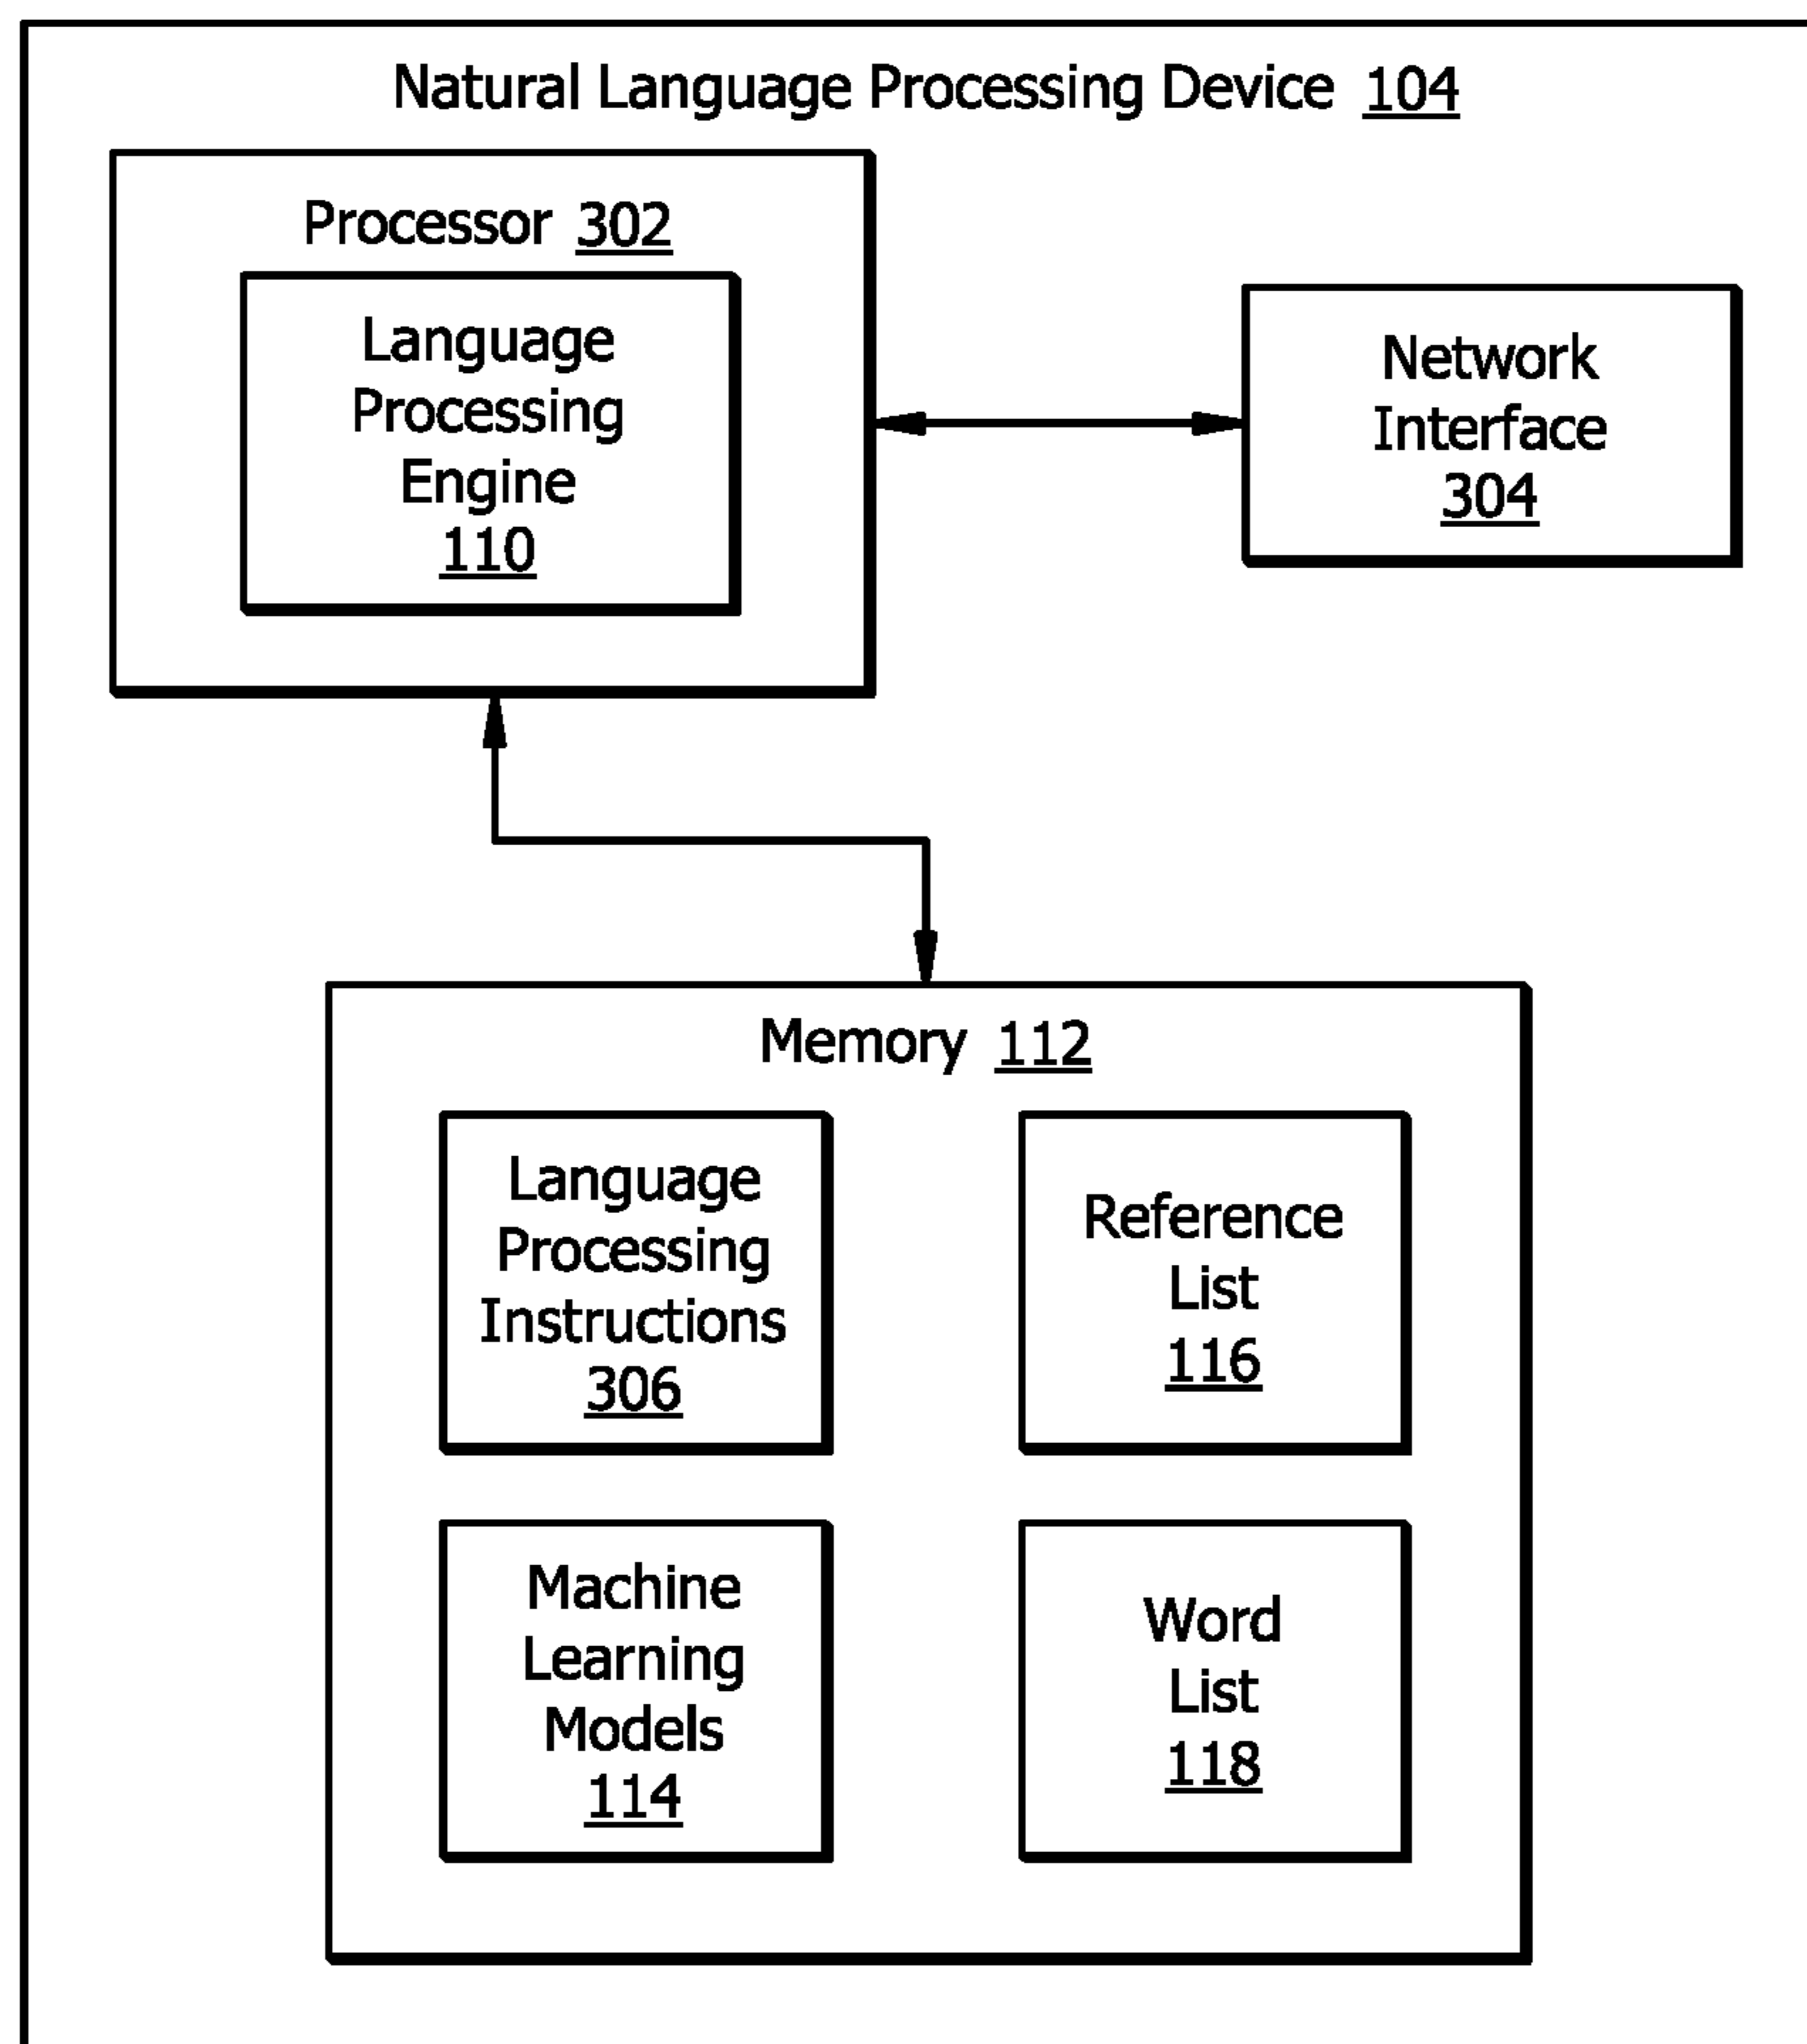 Natural Language Processing Device 104
Processor 302
Language
Processing
Engine
110
Network
Interface
304
Memory 112
Language
Processing
Instructions
306
Reference
List
116
Machine
Learning
Models
114
Word
List
118